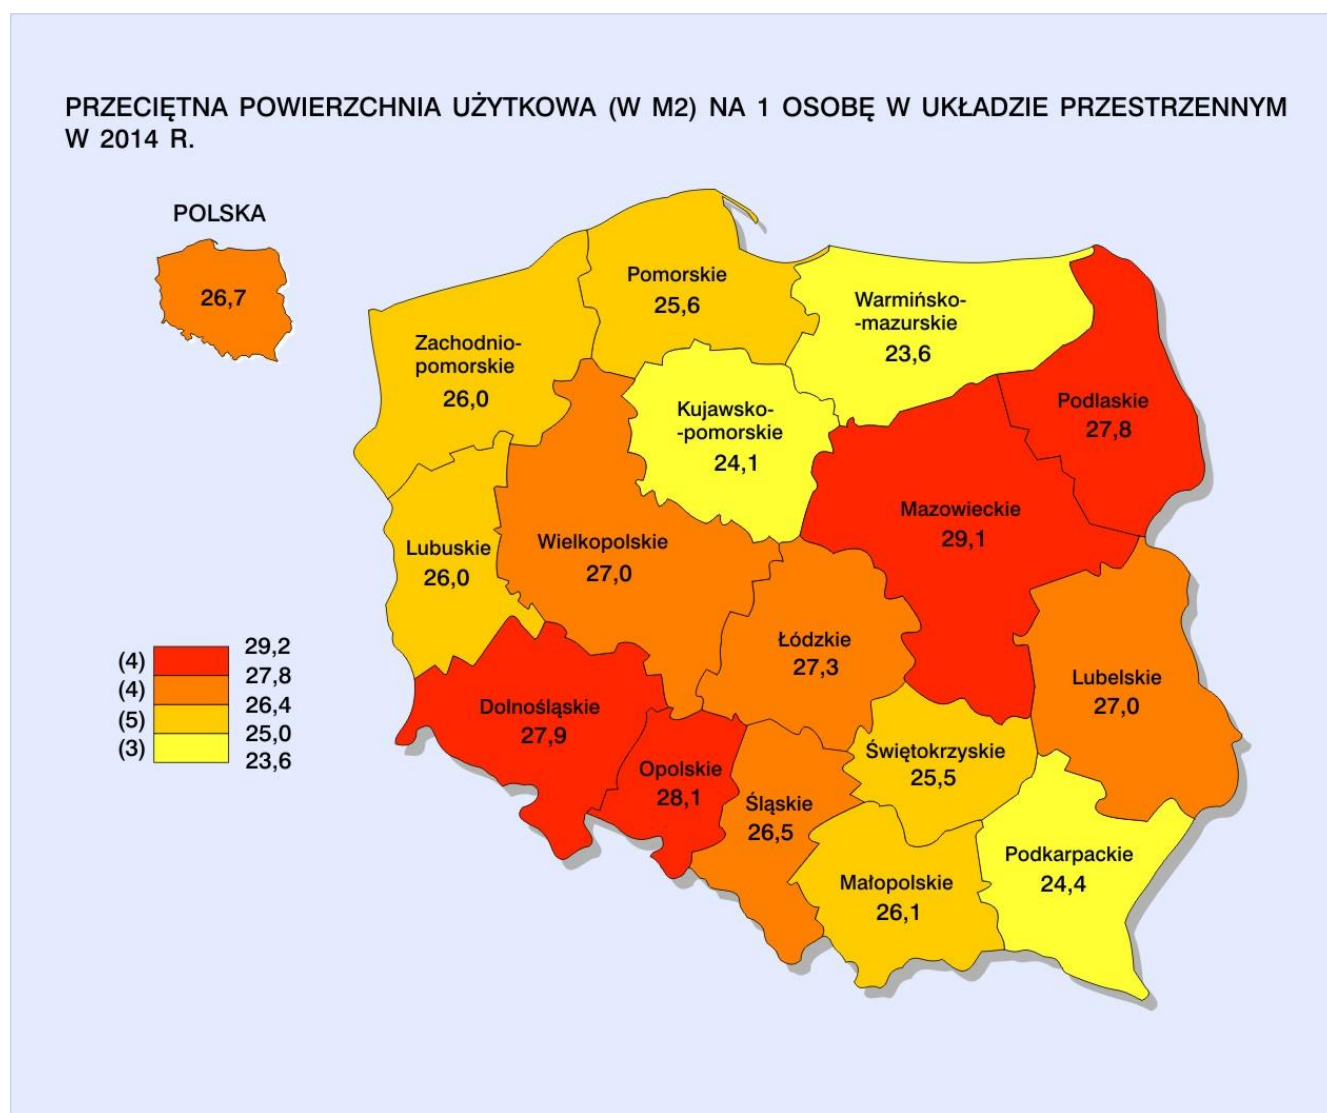 PRZECIĘTNA POWIERZCHNIA UŻYTKOWA (W M2) NA 1 OSOBĘ W UKŁADZIE PRZESTRZENNYM
W 2014 R.
POLSKA
26,7
Pomorskie
25,6
Warmińsko-
-mazurskie
23,6
Zachodnio-
pomorskie
26,0
Podlaskie
27,8
Kujawsko-
-pomorskie
24,1
Mazowieckie
29,1
Lubuskie
26,0
Wielkopolskie
27,0
Łódzkie
27,3
Lubelskie
27,0
Dolnośląskie
27,9
Opolskie
28,1
Śląskie
26,5
Świętokrzyskie
25,5
Małopolskie
26,1
Podkarpackie
24,4
29,2
(4)
27,8
(4)
26,4
(5)
25,0
(3)
23,6